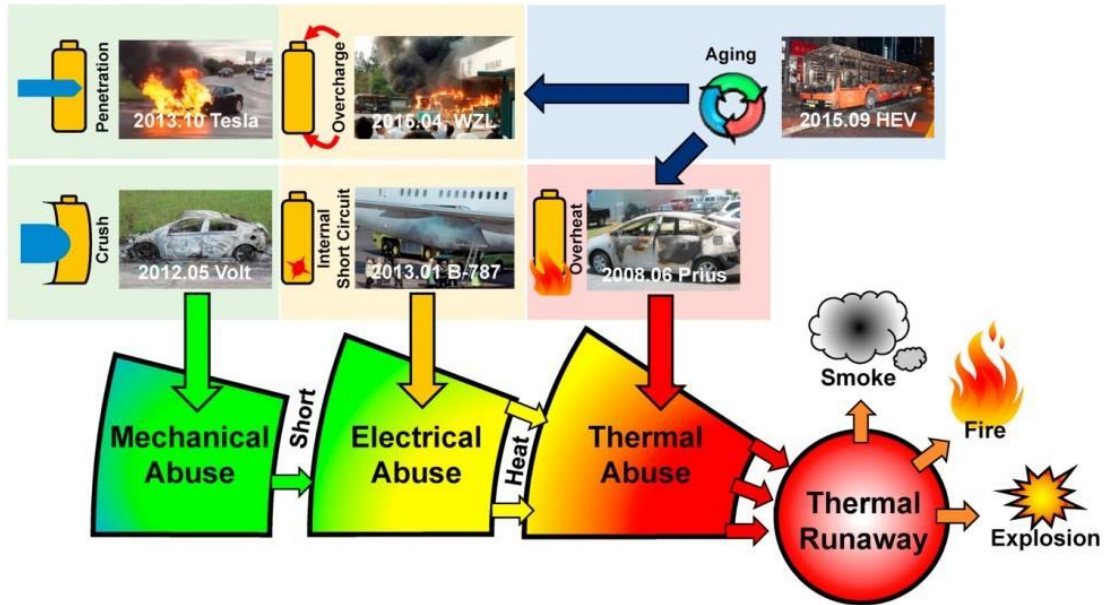 Penetration
2013.10 Tesla
Overcharge
2015.04 WZL
Aging
2015.09 HEV
Crush
2012.05 Volt
Internal
Short Circuit
2013.01 B-787
Overheat
2008.06 Prius
Mechanical
Abuse
Short
Electrical
Abuse
Heat
Thermal
Abuse
Thermal
Runaway
Smoke
Fire
Explosion